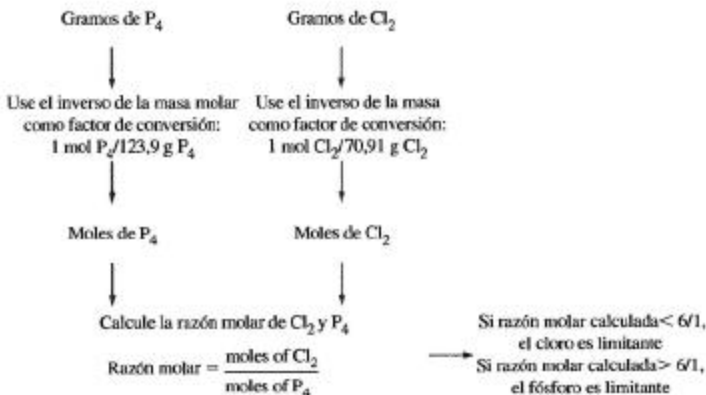 Gramos de P4
Gramos de Cl2
Use el inverso de la masa molar
como factor de conversión:
1 mol P4/123,9 g P4
Use el inverso de la masa
como factor de conversión:
1 mol Cl2/70,91 g Cl2
Moles de P4
Moles de Cl2
Calcule la razón molar de Cl2 y P4
Razón molar = moles of Cl2
moles of P4
Si razón molar calculada< 6/1,
el cloro es limitante
Si razón molar calculada> 6/1,
el fósforo es limitante